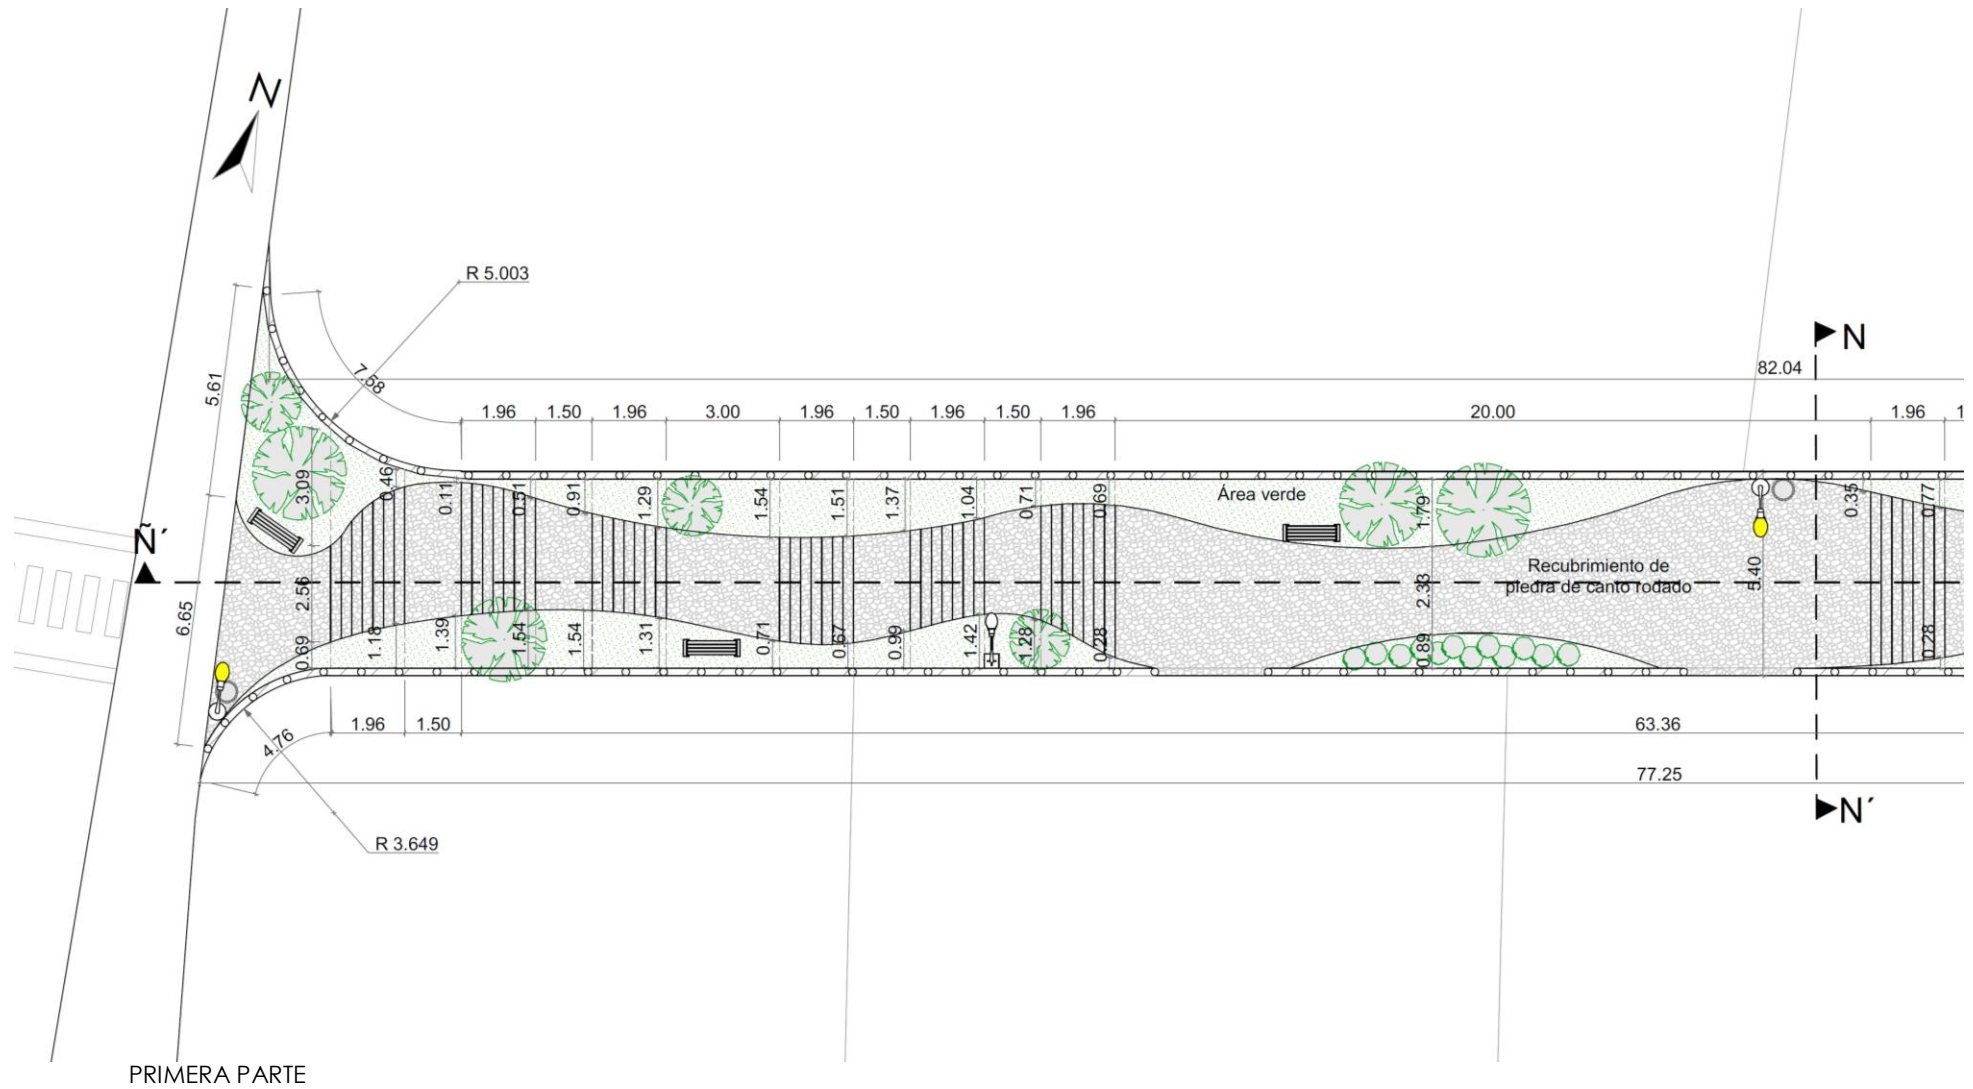 N
R 5.003
N
82.04
7.58
5.61
1.96 1.50 1.96 3.00 1.96 1.50 1.96 1.50 1.96 20.00 1.96 1
3.09 0.46 0.11 0.51 0.91 1.29 1.54 1.51 1.37 1.04 0.71 0.69 Área verde 1.79 0.35 0.77
Ñ´
Recubrimiento de
piedra de canto rodado
2.56 2.33 5.40
6.65
0.69 1.18 1.39 1.54 1.54 1.31 0.71 0.67 0.99 1.42 1.28 0.28 0.89 0.28
1.96 1.50 63.36
4.76
77.25
N´
R 3.649
PRIMERA PARTE